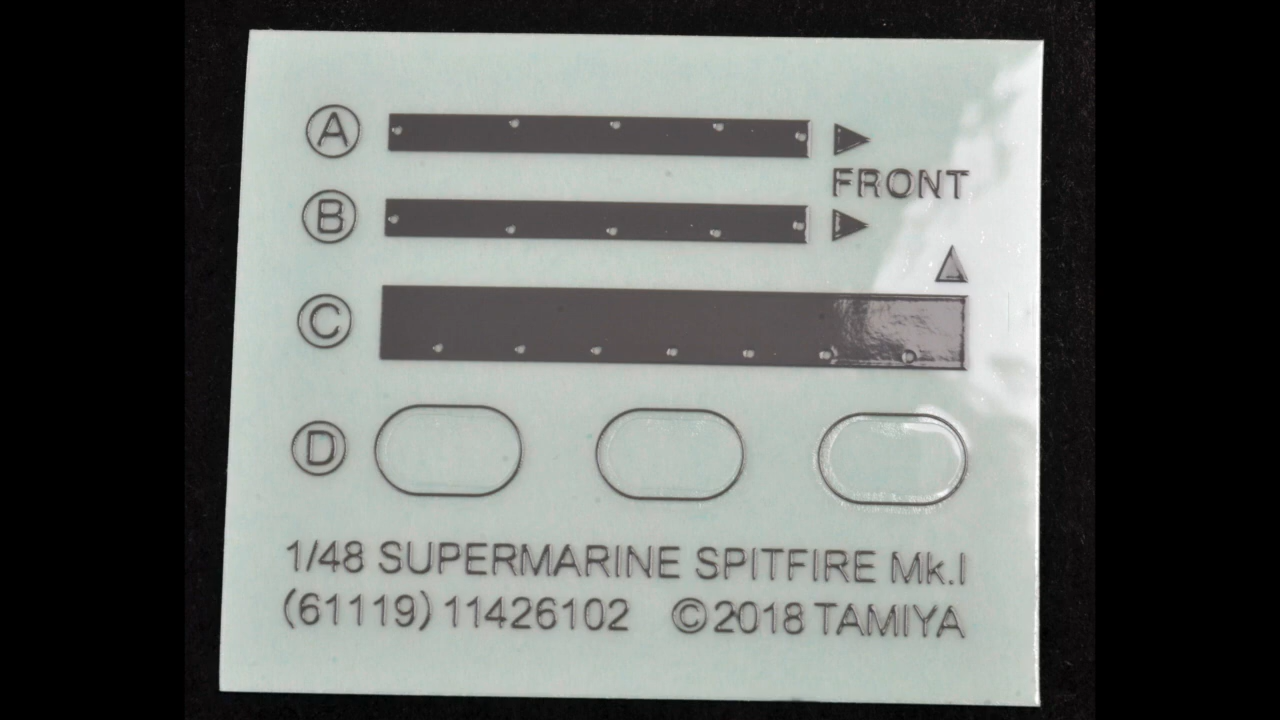 A
FRONT
B
C
D
1/48 SUPERMARINE SPITFIRE Mk.I
(61119) 11426102 ©2018 TAMIYA